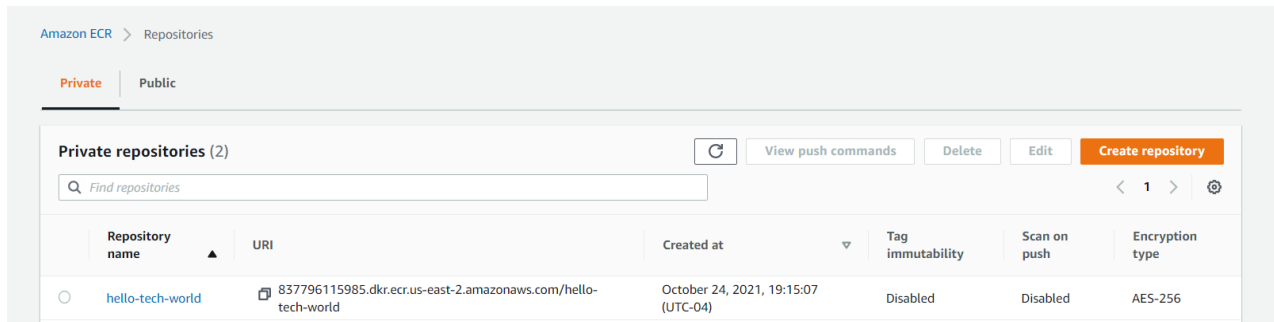 Amazon ECR > Repositories
Private Public
Private repositories (2) View push commands Delete Edit Create repository
Find repositories < 1 >
Repository name URI Created at Tag immutability Scan on push Encryption type
hello-tech-world 837796115985.dkr.ecr.us-east-2.amazonaws.com/hello- October 24, 2021, 19:15:07 Disabled Disabled AES-256
tech-world (UTC-04)